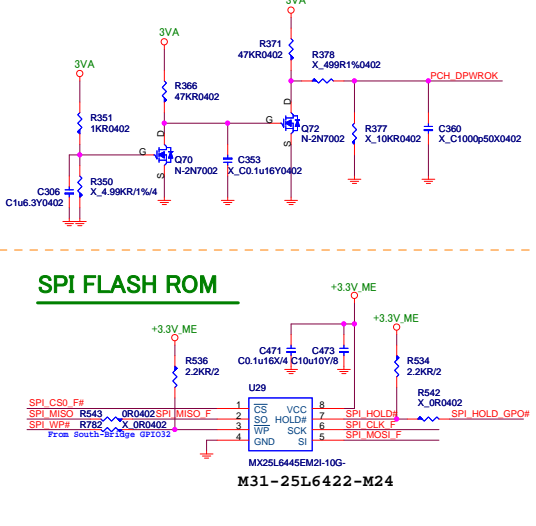 3VA
R371
47KR0402
3VA
R378
X_499R1%0402
3VA
PCH_DPWROK
R366
47KR0402
R351
1KR0402
D
G
S
Q72
N-2N7002
R377
X_10KR0402
C360
X_C1000p50X0402
D
G
S
Q70
N-2N7002
C353
X_C0.1u16Y0402
C306
C1u6.3Y0402
R350
X_4.99KR/1%/4
SPI FLASH ROM
+3.3V_ME
+3.3V_ME
+3.3V_ME
C471
C0.1u16X/4
C473
C10u10Y/8
R536
2.2KR/2
R534
2.2KR/2
U29
R542
X_0R0402
SPI_CS0_F#
1 CS VCC 8
SPI_MISO R543 0R0402 SPI_MISO_F
2 SO HOLD# 7
SPI_HOLD#
SPI_HOLD_GPO#
SPI_WP# R782 X_0R0402
3 WP SCK 6
SPI_CLK_F
From South-Bridge GPIO32
4 GND SI 5
SPI_MOSI_F
MX25L6445EM2I-10G-
M31-25L6422-M24